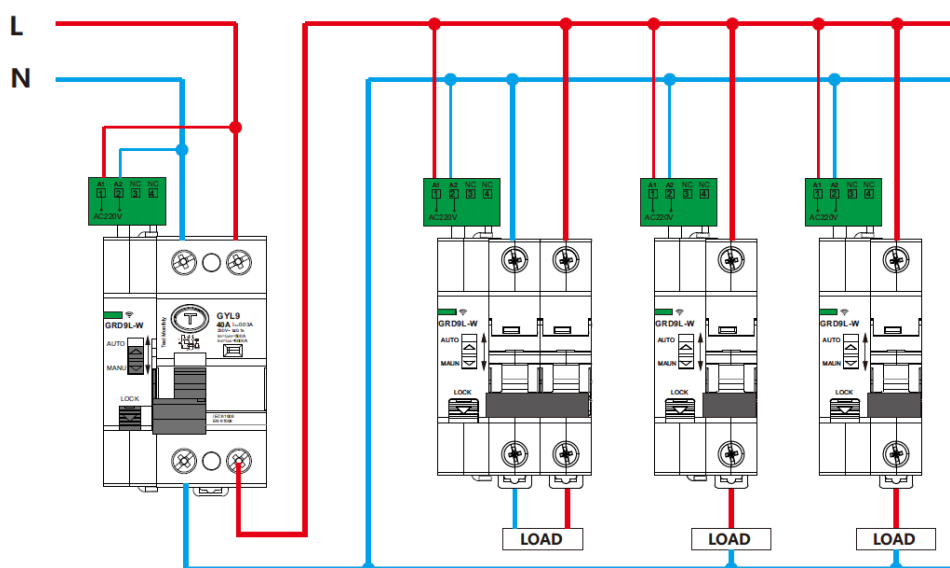 L
N
A1 A2 NC NC
1 2 3 4
AC220V
A1 A2 NC NC
1 2 3 4
AC220V
A1 A2 NC NC
1 2 3 4
AC220V
A1 A2 NC NC
1 2 3 4
AC220V
GRD9L-W
AUTO
MANU
LOCK
Test Monthly
T
GYL9
40A
GRD9L-W
AUTO
MAUN
LOCK
GRD9L-W
AUTO
MAUN
LOCK
GRD9L-W
AUTO
MAUN
LOCK
LOAD
LOAD
LOAD